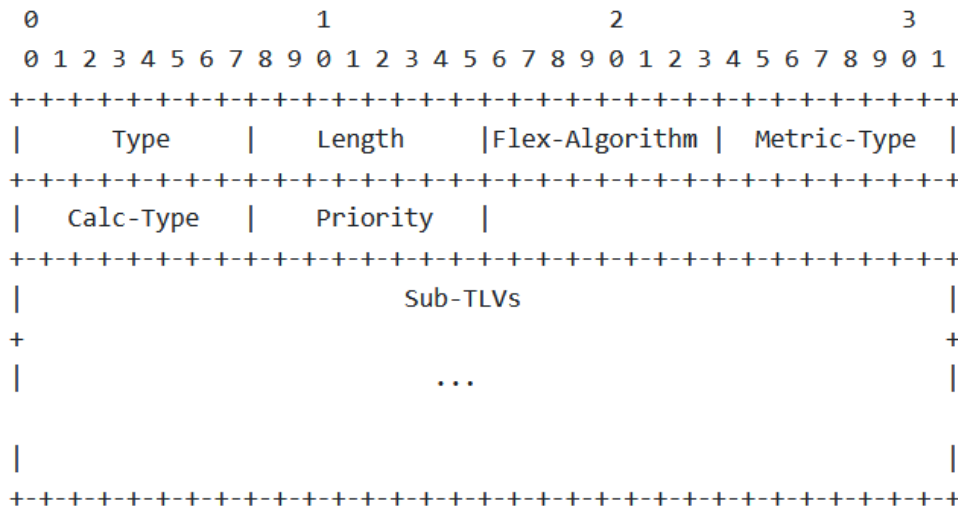 0                   1                   2                   3
 0 1 2 3 4 5 6 7 8 9 0 1 2 3 4 5 6 7 8 9 0 1 2 3 4 5 6 7 8 9 0 1
+-+-+-+-+-+-+-+-+-+-+-+-+-+-+-+-+-+-+-+-+-+-+-+-+-+-+-+-+-+-+-+-+
|      Type     |    Length     |Flex-Algorithm |  Metric-Type  |
+-+-+-+-+-+-+-+-+-+-+-+-+-+-+-+-+-+-+-+-+-+-+-+-+-+-+-+-+-+-+-+-+
|   Calc-Type   |    Priority   |
+-+-+-+-+-+-+-+-+-+-+-+-+-+-+-+-+-+-+-+-+-+-+-+-+-+-+-+-+-+-+-+-+
|                          Sub-TLVs                             |
+                                                               +
|                            ...                                |
|                                                               |
+-+-+-+-+-+-+-+-+-+-+-+-+-+-+-+-+-+-+-+-+-+-+-+-+-+-+-+-+-+-+-+-+